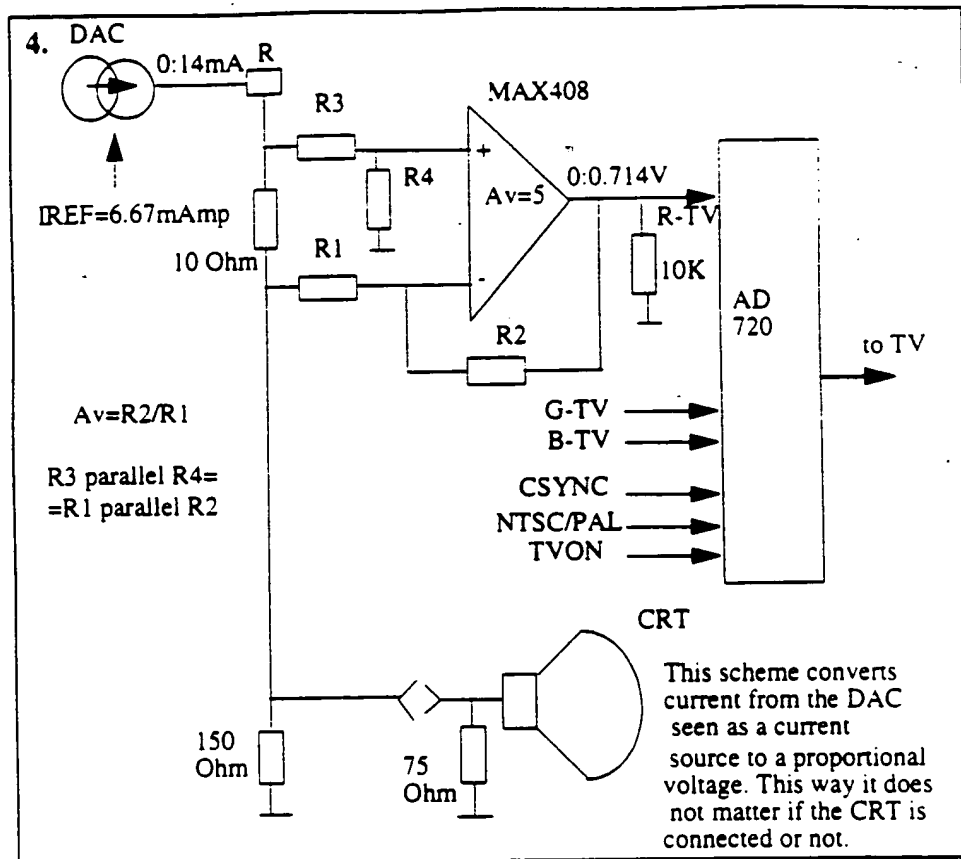 4. DAC
0:14mA R
MAX408
R3
+
R4
Av=5
0:0.714V
IREF=6.67mAmp
R-TV
10 Ohm
R1
-
10K
AD
720
R2
to TV
Av=R2/R1
G-TV
B-TV
R3 parallel R4=
=R1 parallel R2
CSYNC
NTSC/PAL
TVON
CRT
This scheme converts
current from the DAC
seen as a current
source to a proportional
voltage. This way it does
not matter if the CRT is
connected or not.
150
Ohm
75
Ohm